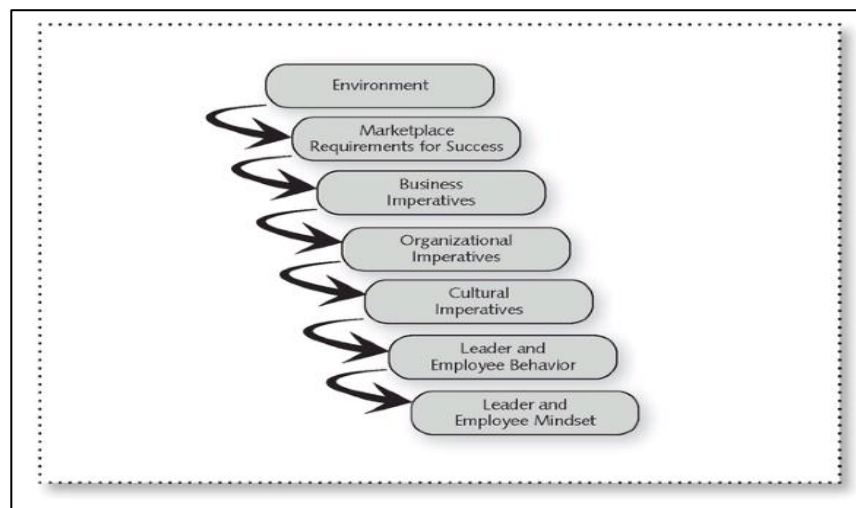 Environment
Marketplace
Requirements for Success
Business
Imperatives
Organizational
Imperatives
Cultural
Imperatives
Leader and
Employee Behavior
Leader and
Employee Mindset